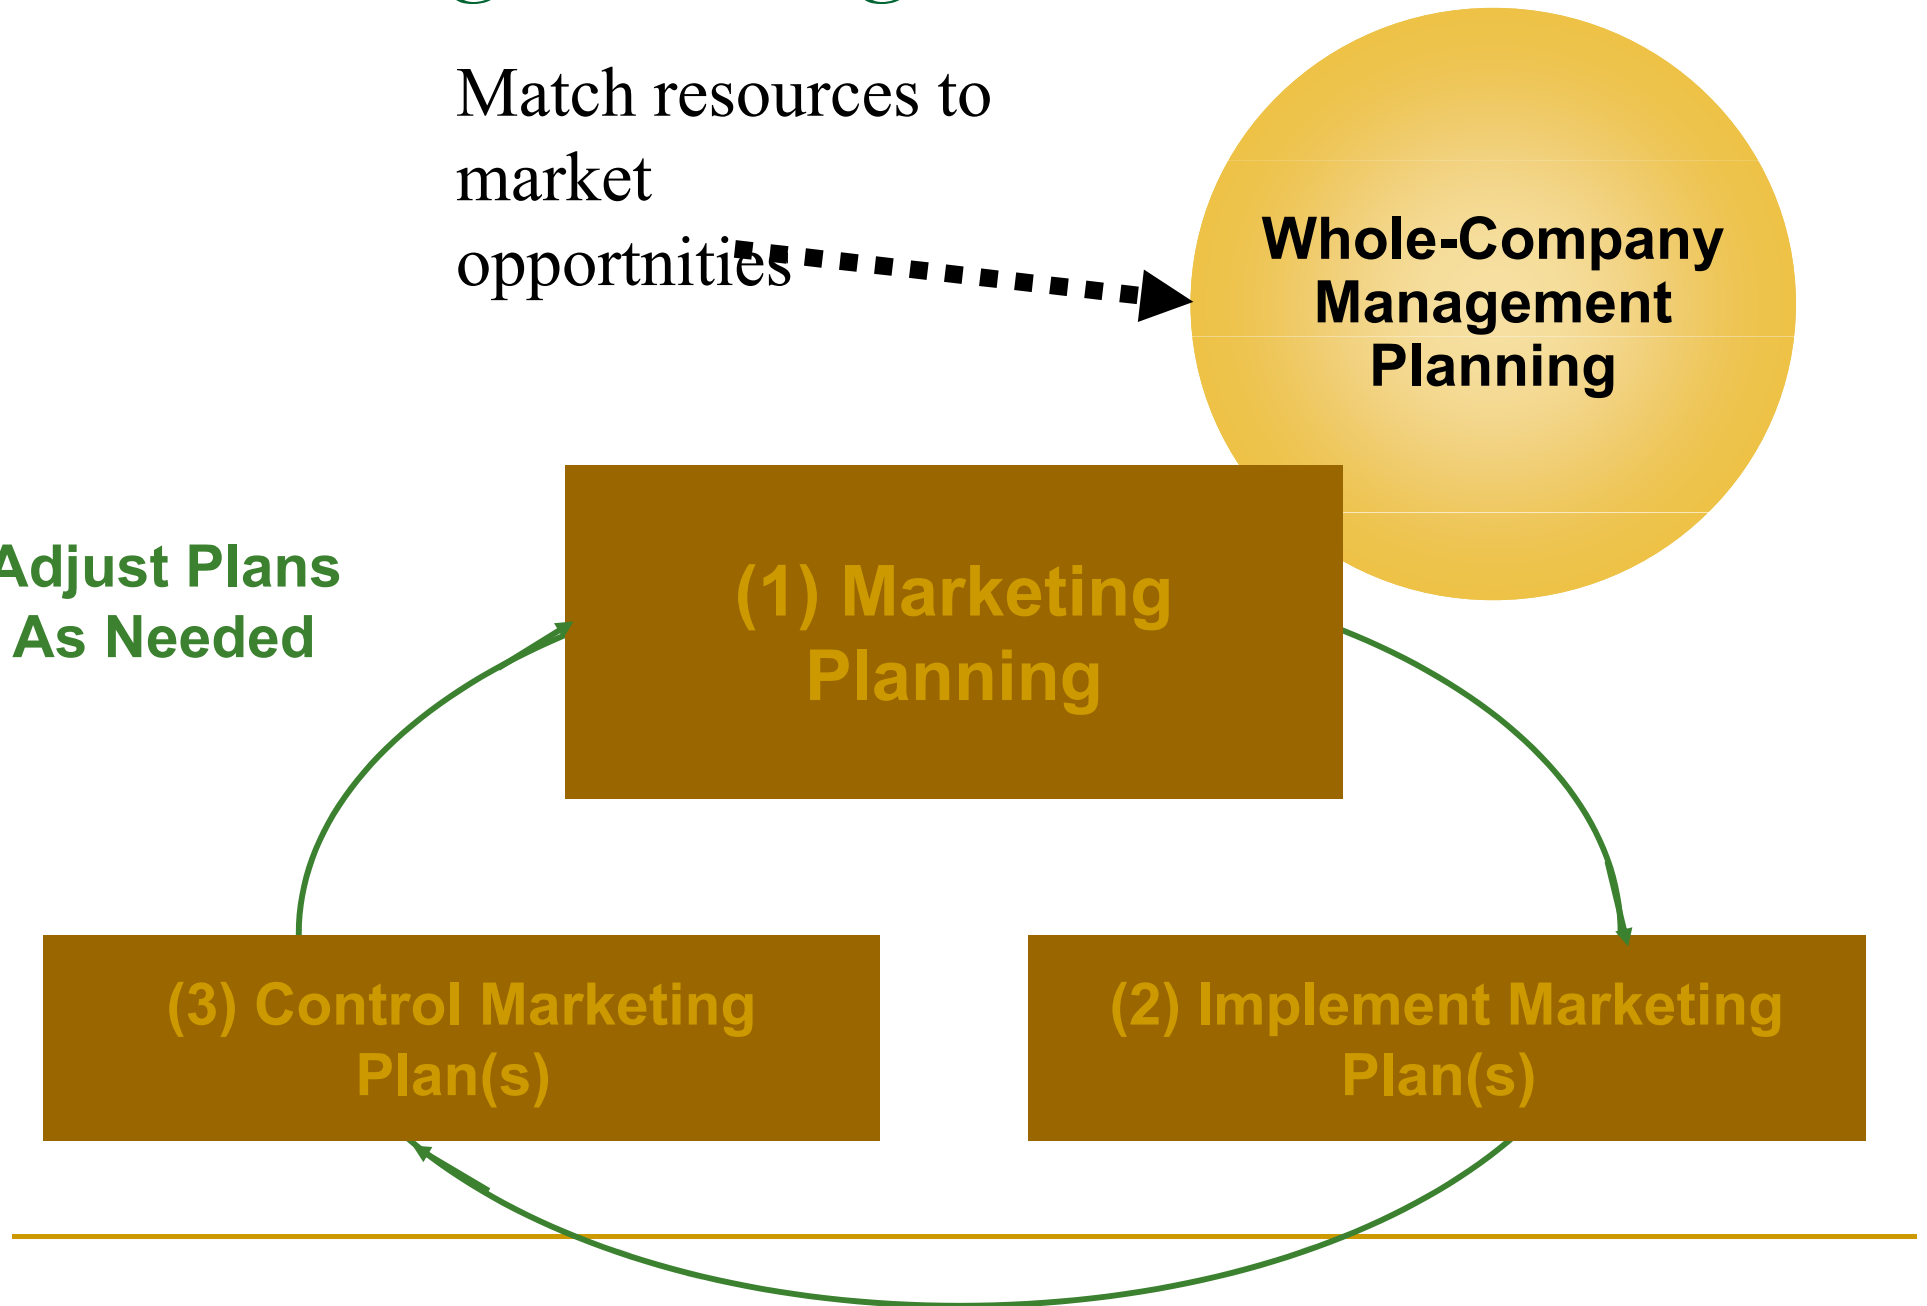 Match resources to
market
opportnities
Whole-Company
Management
Planning
Adjust Plans
As Needed
(1) Marketing
Planning
(3) Control Marketing
Plan(s)
(2) Implement Marketing
Plan(s)